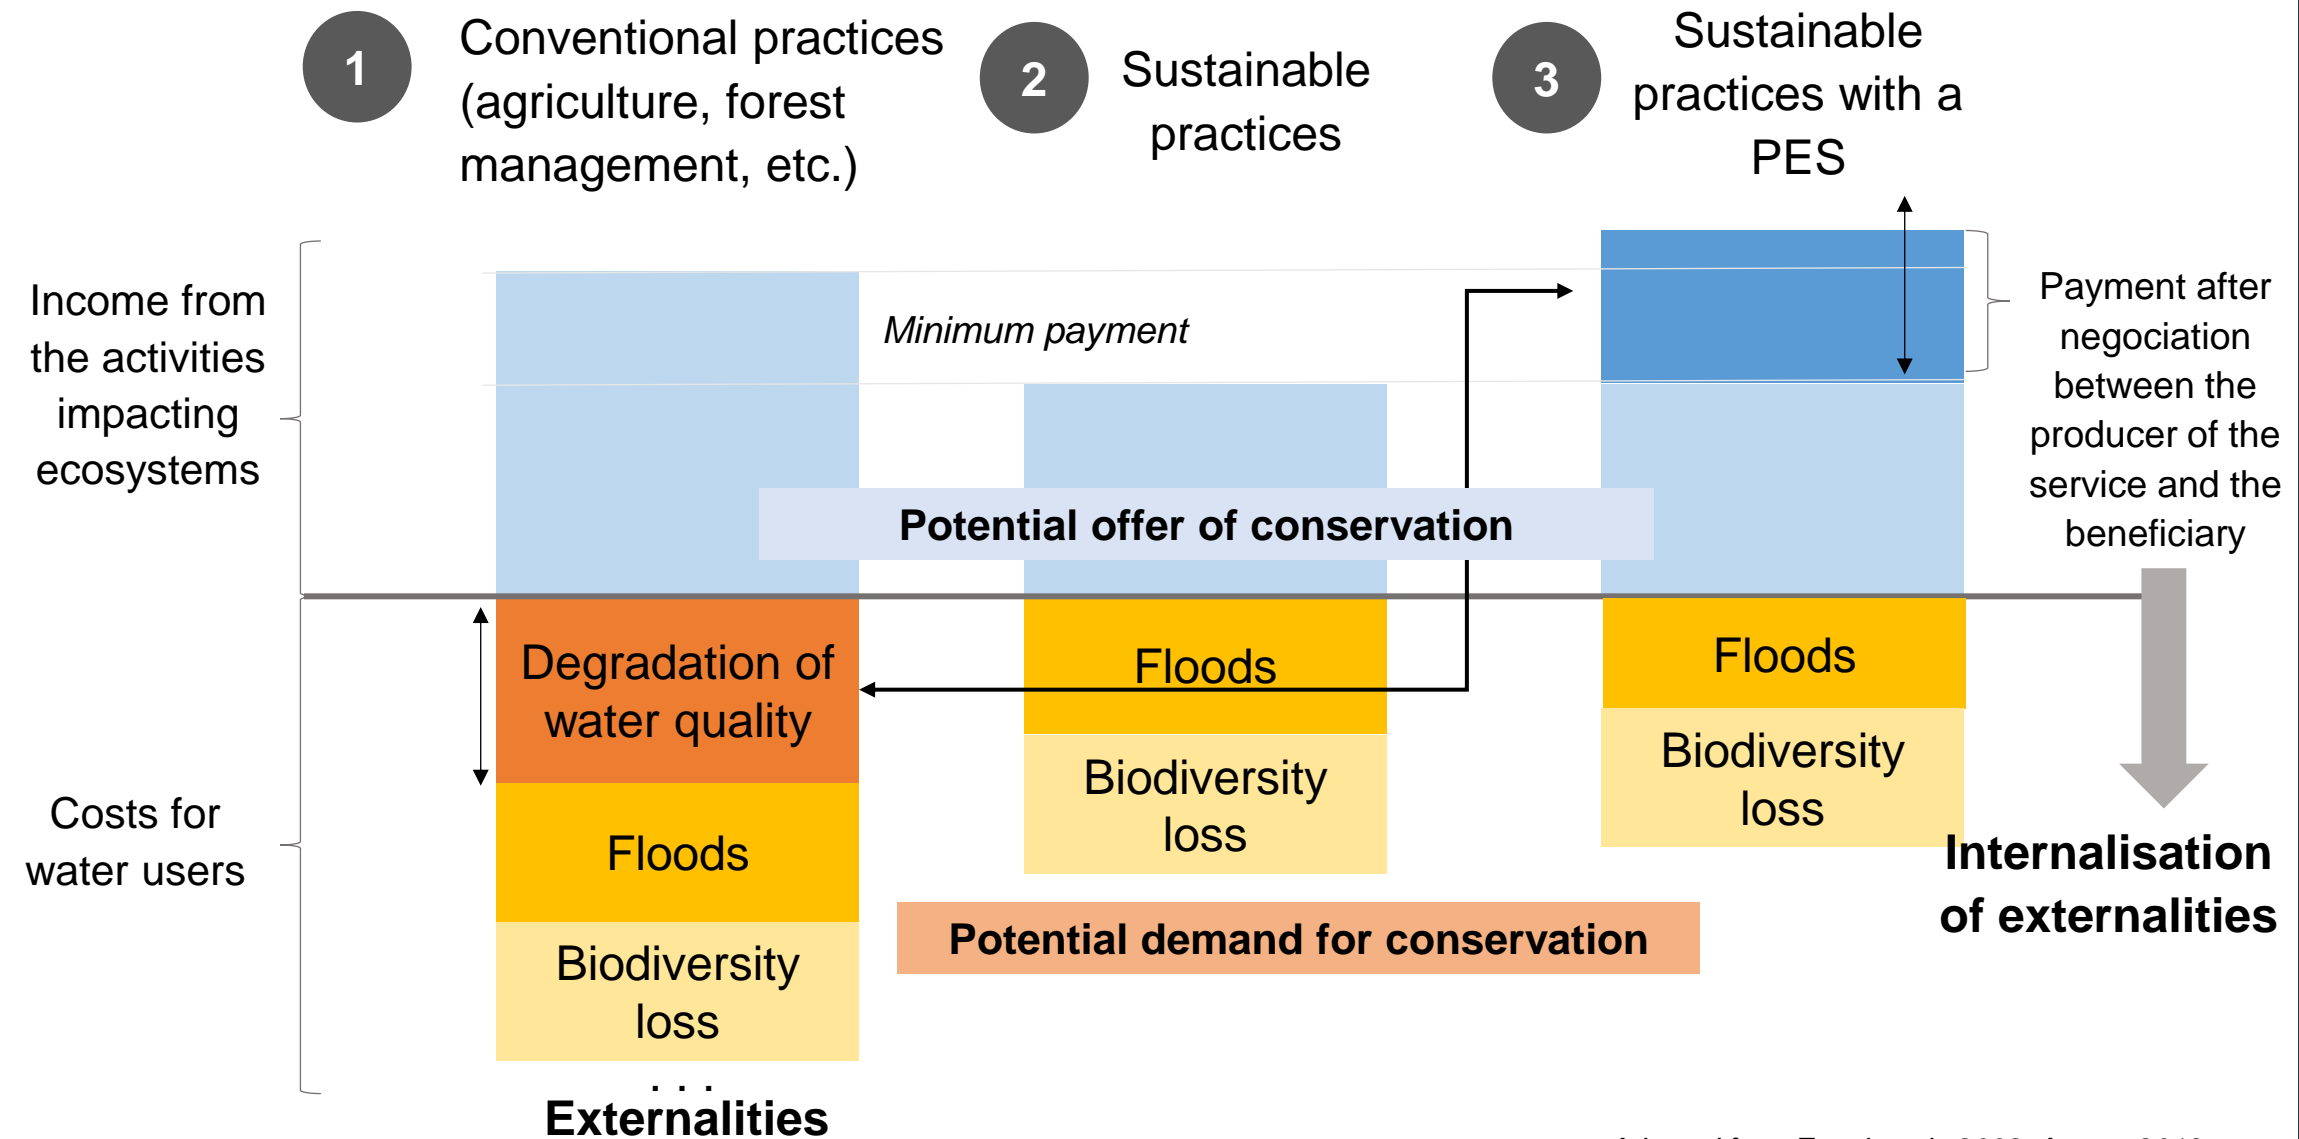 1
Conventional practices
(agriculture, forest
management, etc.)
2
Sustainable
practices
3
Sustainable
practices with a
PES
Income from
the activities
impacting
ecosystems
Minimum payment
Payment after
negociation
between the
producer of the
service and the
beneficiary
Potential offer of conservation
Degradation of
water quality
Floods
Biodiversity
loss
. . .
Externalities
Floods
Biodiversity
loss
Floods
Biodiversity
loss
Costs for
water users
Potential demand for conservation
Internalisation
of externalities